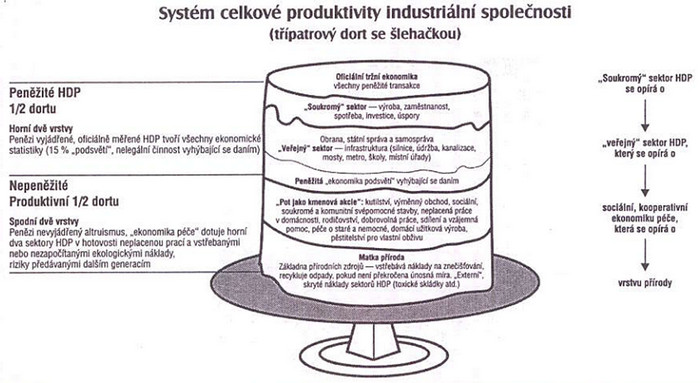 Systém celkové produktivity industriální společnosti
(třípatrový dort se šlehačkou)
Peněžité HDP
1/2 dortu
Horní dvě vrstvy
Penězi vyjádřené, oficiálně měřené HDP tvoří všechny ekonomické
statistiky (15 % „podsvětí", nelegální činnost vyhýbající se daním)
Nepeněžité
Produktivní 1/2 dortu
Spodní dvě vrstvy
Penězi nevyjádřený altruismus, „ekonomika péče" dotuje horní
dva sektory HDP v hotovosti neplacenou prací a vstřebanými
nebo nezapočítanými ekologickými náklady,
riziky předávanými dalším generacím
Oficiální tržní ekonomika
všechny peněžité transakce
„Soukromý" sektor — výroba, zaměstnanost,
spotřeba, investice, úspory
Obrana, státní správa a samospráva
„Veřejný" sektor — infrastruktura (silnice, údržba, kanalizace,
mosty, metro, školy, místní úřady)
Peněžitá „ekonomika podsvětí" vyhýbající se daním
„Pot jako kmenová akcie": kutilství, výměnný obchod, sociální,
soukromé a komunitní svépomocné stavby, neplacená práce
v domácnosti, rodičovství, dobrovolná práce, sdílení a vzájemná
pomoc, péče o staré a nemocné, domácí užitková výroba,
pěstitelství pro vlastní obživu
Matka příroda
Základna přírodních zdrojů — vstřebává náklady na znečišťování,
recykluje odpady, pokud není překročena únosná míra. „Externí",
skryté náklady sektorů HDP (toxické skládky atd.)
„Soukromý" sektor HDP
se opírá o
„veřejný" sektor HDP,
který se opírá o
sociální, kooperativní
ekonomiku péče,
která se opírá o
vrstvu přírody